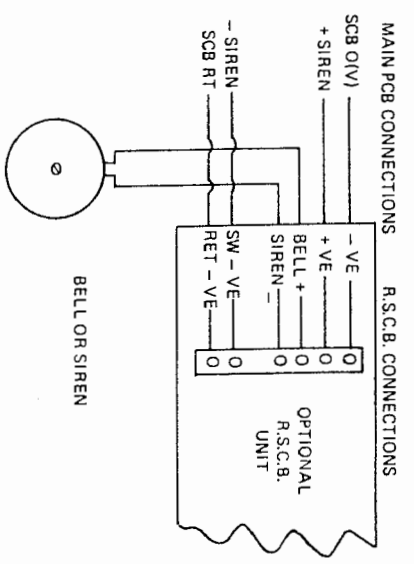 MAIN PCB CONNECTIONS
R.S.C.B. CONNECTIONS
SCB O(V)
– VE
+ SIREN
+ VE
BELL +
SIREN –
– SIREN
SW – VE
SCB RT
RET – VE
OPTIONAL
R.S.C.B.
UNIT
BELL OR SIREN